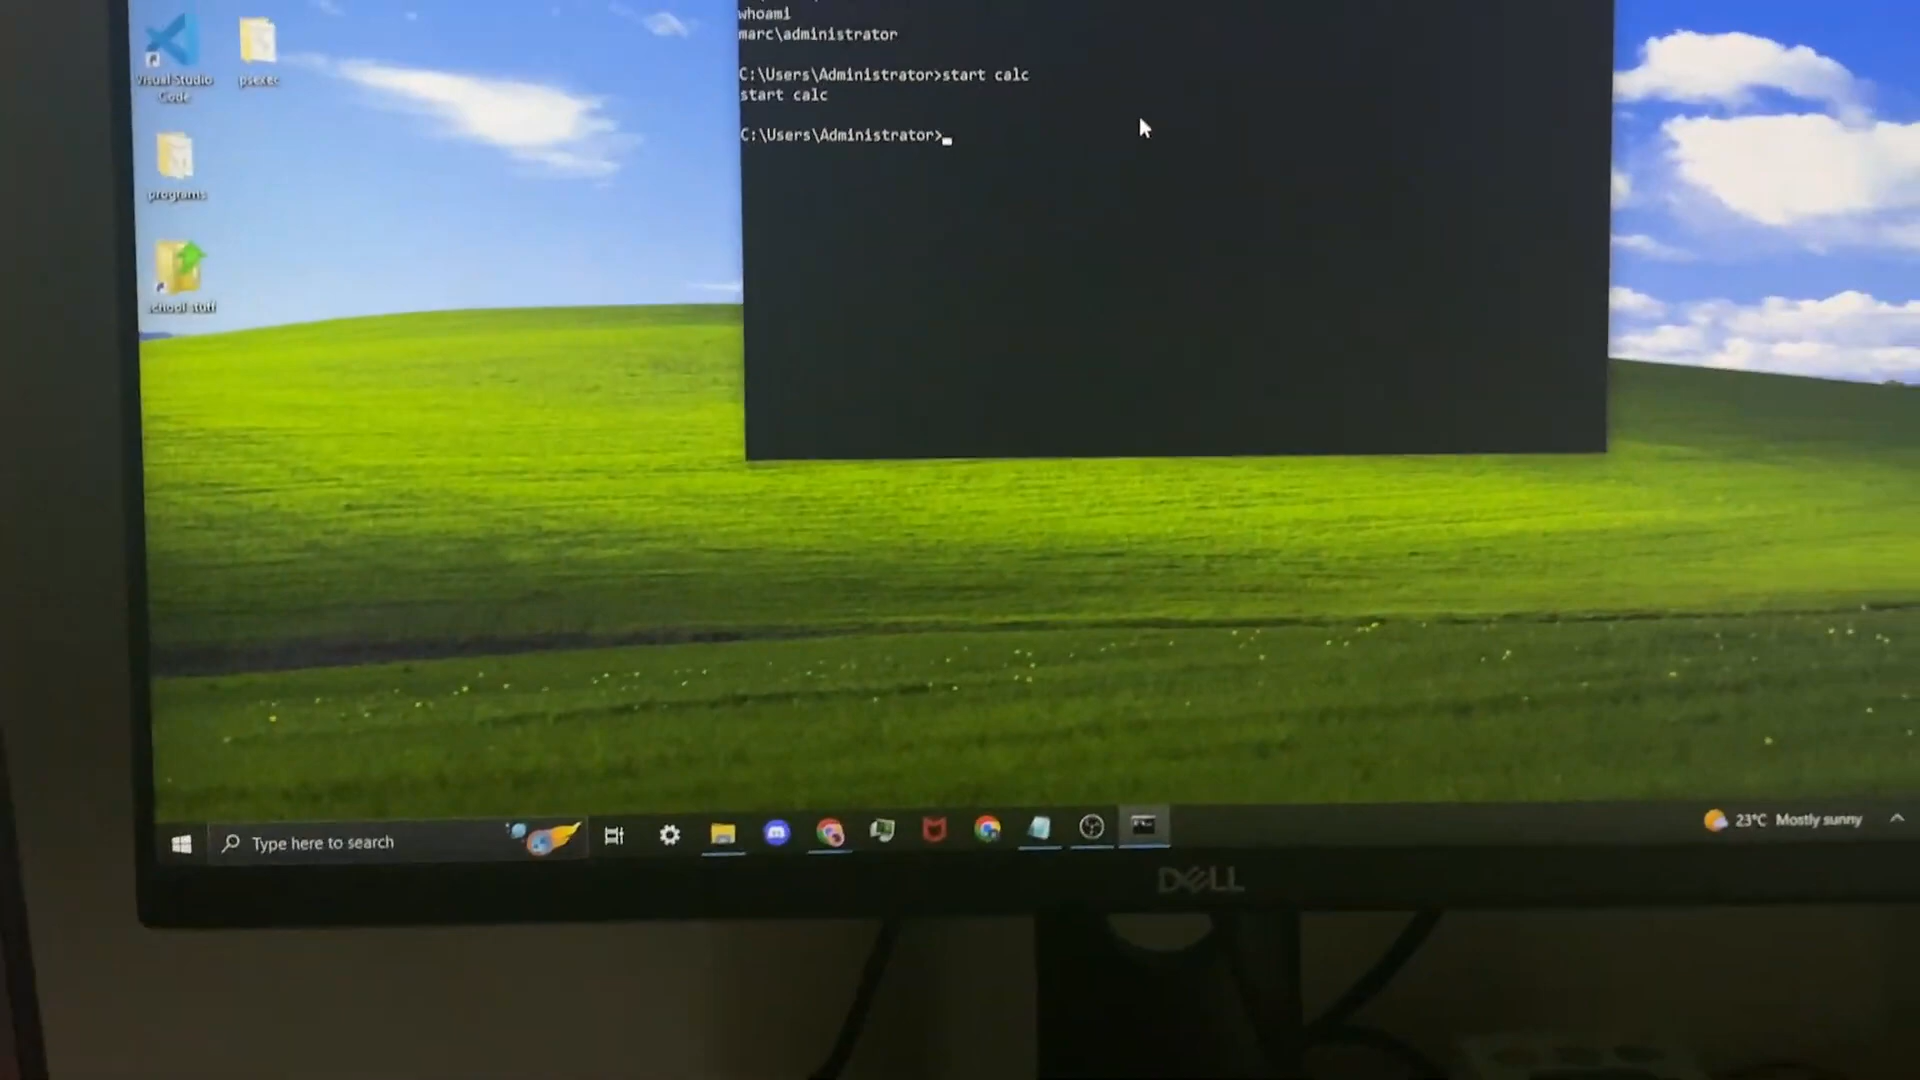 whoami
marc\administrator
C:\Users\Administrator>start calc
start calc
C:\Users\Administrator>
Visual Studio
Code
psexec
programs
school stuff
Type here to search
23°C Mostly sunny
DELL